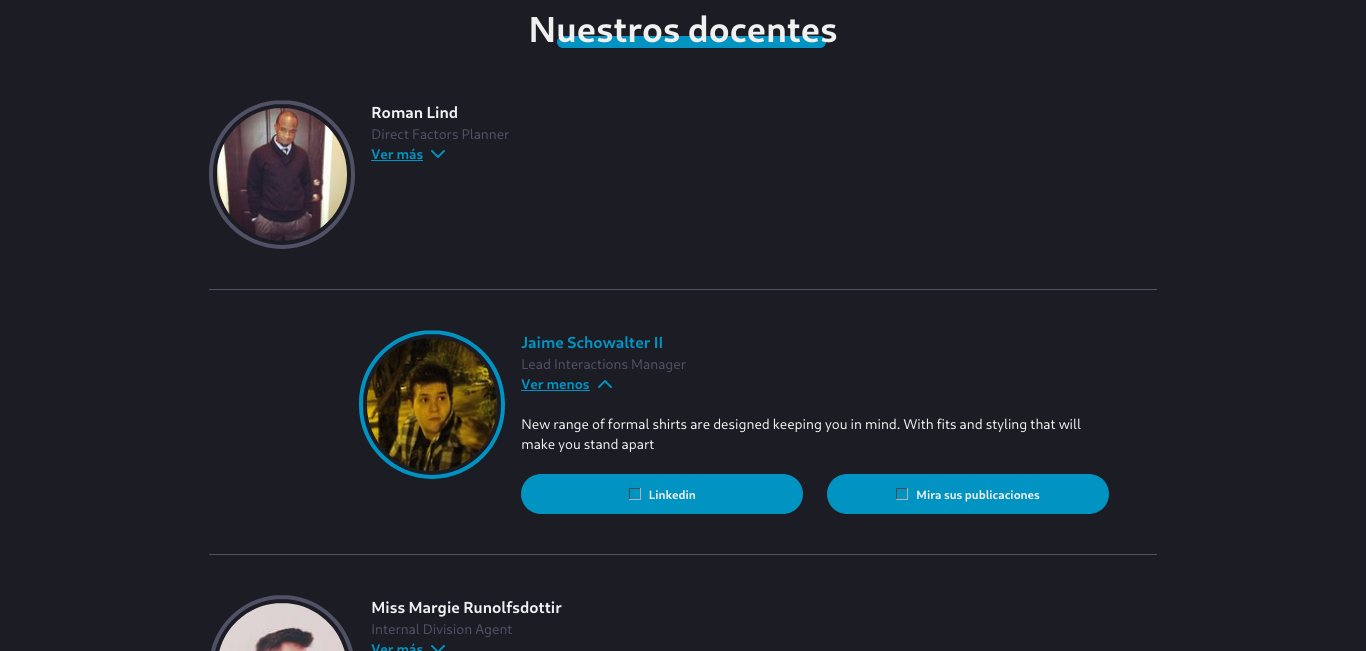 Nuestros docentes
Roman Lind
Direct Factors Planner
Ver más
Jaime Schowalter II
Lead Interactions Manager
Ver menos
New range of formal shirts are designed keeping you in mind. With fits and styling that will
make you stand apart
Linkedin
Mira sus publicaciones
Miss Margie Runolfsdottir
Internal Division Agent
Ver más